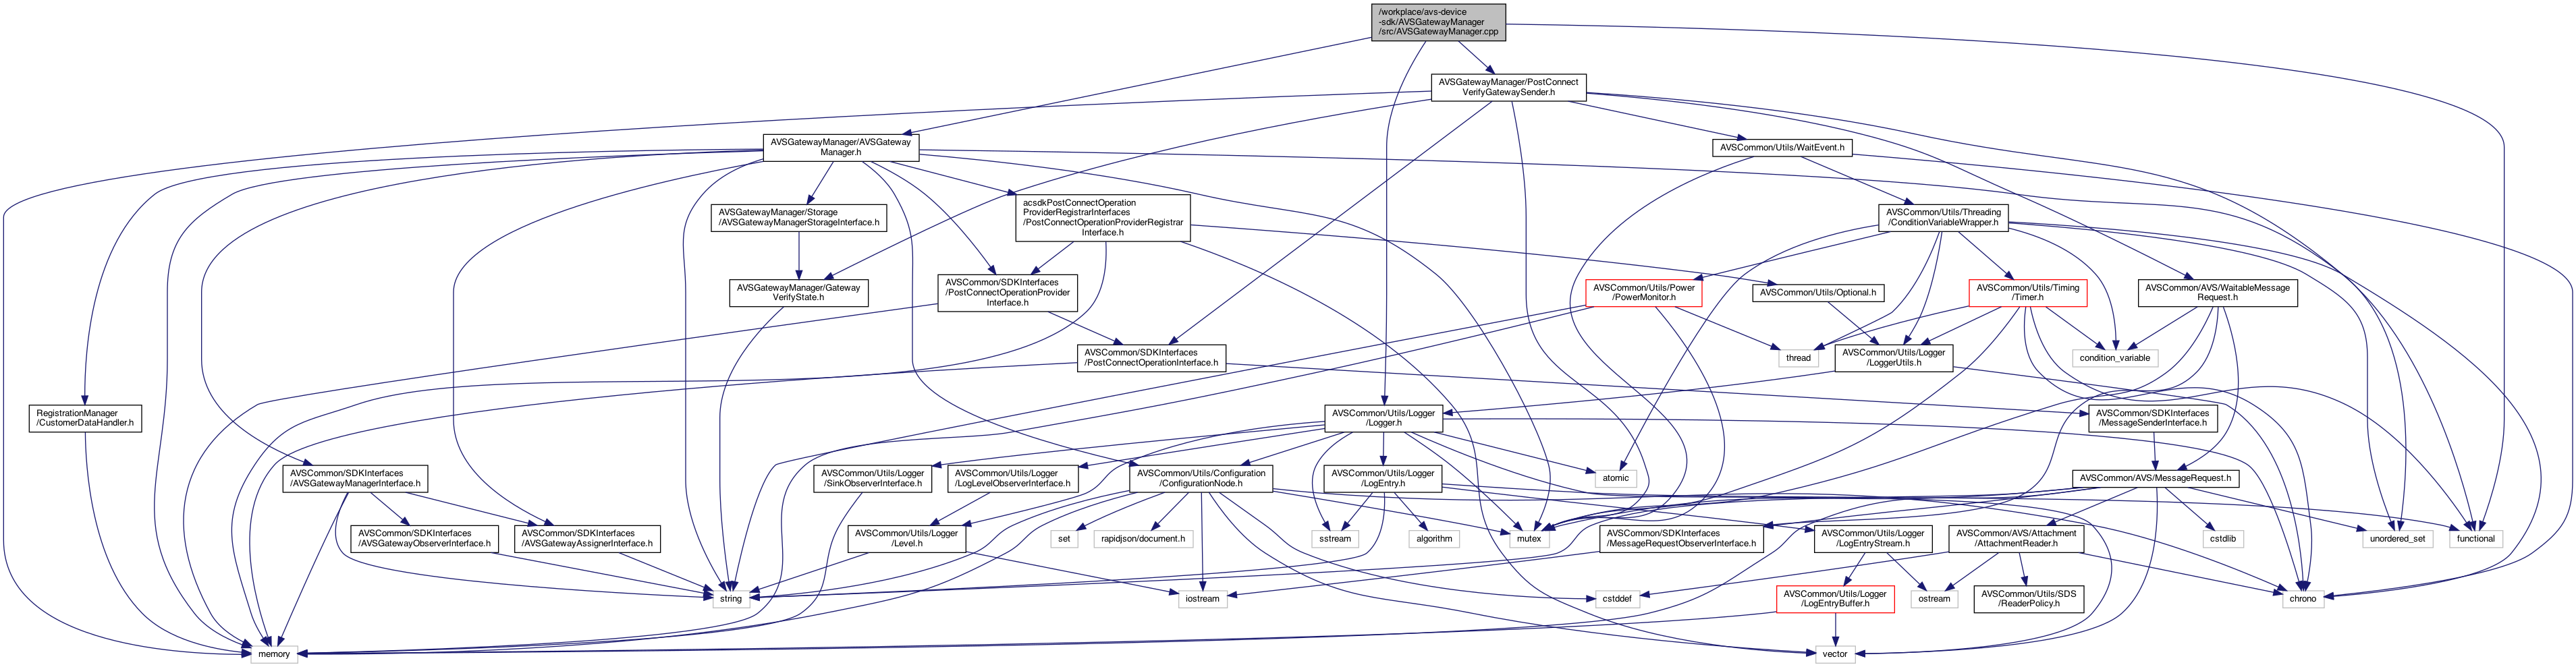 /workplace/avs-device
-sdk/AVSGatewayManager
/src/AVSGatewayManager.cpp
AVSGatewayManager/PostConnect
VerifyGatewaySender.h
AVSGatewayManager/AVSGateway
Manager.h
AVSCommon/Utils/WaitEvent.h
AVSGatewayManager/Storage
/AVSGatewayManagerStorageInterface.h
acsdkPostConnectOperation
ProviderRegistrarInterfaces
/PostConnectOperationProviderRegistrar
Interface.h
AVSCommon/Utils/Threading
/ConditionVariableWrapper.h
AVSGatewayManager/Gateway
VerifyState.h
AVSCommon/SDKInterfaces
/PostConnectOperationProvider
Interface.h
AVSCommon/Utils/Power
/PowerMonitor.h
AVSCommon/Utils/Optional.h
AVSCommon/Utils/Timing
/Timer.h
AVSCommon/AVS/WaitableMessage
Request.h
AVSCommon/SDKInterfaces
/PostConnectOperationInterface.h
thread
AVSCommon/Utils/Logger
/LoggerUtils.h
condition_variable
RegistrationManager
/CustomerDataHandler.h
AVSCommon/Utils/Logger
/Logger.h
AVSCommon/SDKInterfaces
/MessageSenderInterface.h
AVSCommon/SDKInterfaces
/AVSGatewayManagerInterface.h
AVSCommon/Utils/Logger
/SinkObserverInterface.h
AVSCommon/Utils/Logger
/LogLevelObserverInterface.h
AVSCommon/Utils/Configuration
/ConfigurationNode.h
AVSCommon/Utils/Logger
/LogEntry.h
atomic
AVSCommon/AVS/MessageRequest.h
AVSCommon/SDKInterfaces
/AVSGatewayObserverInterface.h
AVSCommon/SDKInterfaces
/AVSGatewayAssignerInterface.h
AVSCommon/Utils/Logger
/Level.h
set
rapidjson/document.h
sstream
algorithm
mutex
AVSCommon/SDKInterfaces
/MessageRequestObserverInterface.h
AVSCommon/Utils/Logger
/LogEntryStream.h
AVSCommon/AVS/Attachment
/AttachmentReader.h
cstdlib
unordered_set
functional
string
iostream
cstddef
AVSCommon/Utils/Logger
/LogEntryBuffer.h
ostream
AVSCommon/Utils/SDS
/ReaderPolicy.h
chrono
memory
vector